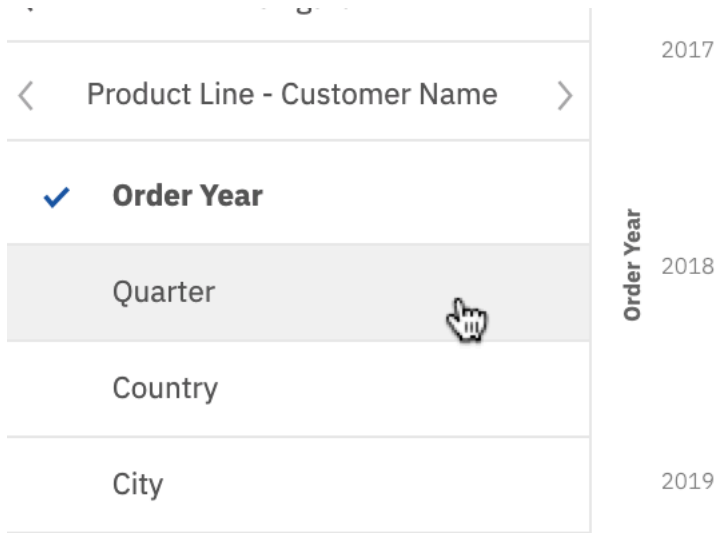 Product Line - Customer Name
Order Year
Quarter
Country
City
Order Year
2017
2018
2019